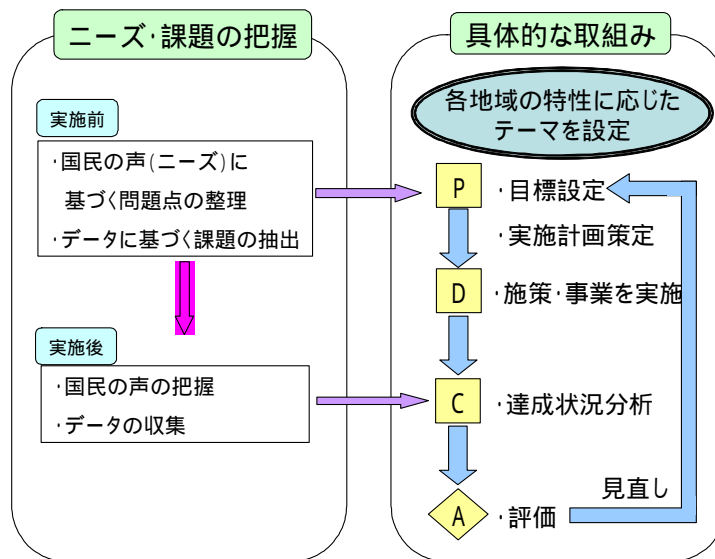 ニーズ・課題の把握
実施前
・国民の声(ニーズ)に
基づく問題点の整理
・データに基づく課題の抽出
実施後
・国民の声の把握
・データの収集
具体的な取組み
各地域の特性に応じた
テーマを設定
P ・目標設定
・実施計画策定
D ・施策・事業を実施
C ・達成状況分析
見直し
A ・評価